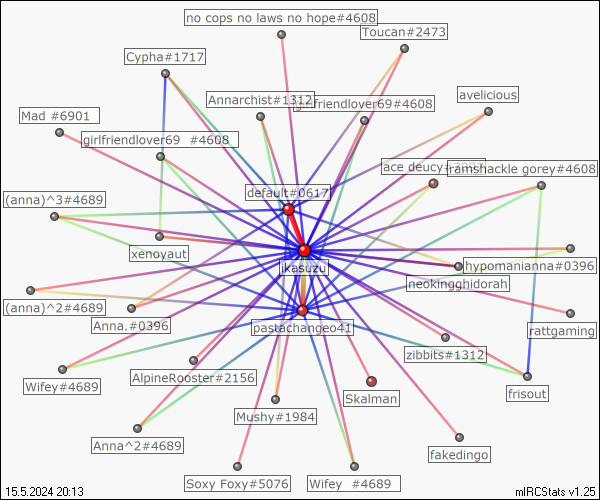 no cops no laws no hope#4608
Toucan#2473
Cypha#1717
avelicious
Annarchist#1312
girlfriendlover69#4608
Mad #6901
girlfriendlover69 #4608
ace deucy
ramshackle gorey#4608
default#0617
(anna)^3#4689
xenoyaut
ikasuzu
hypomanianna#0396
neokingghidorah
(anna)^2#4689
Anna.#0396
pastachangeo41
rattgaming
zibbits#1312
Wifey#4689
AlpineRooster#2156
Skalman
frisout
Mushy#1984
Anna^2#4689
fakedingo
Soxy Foxy#5076
Wifey #4689
15.5.2024 20:13
mIRCStats v1.25